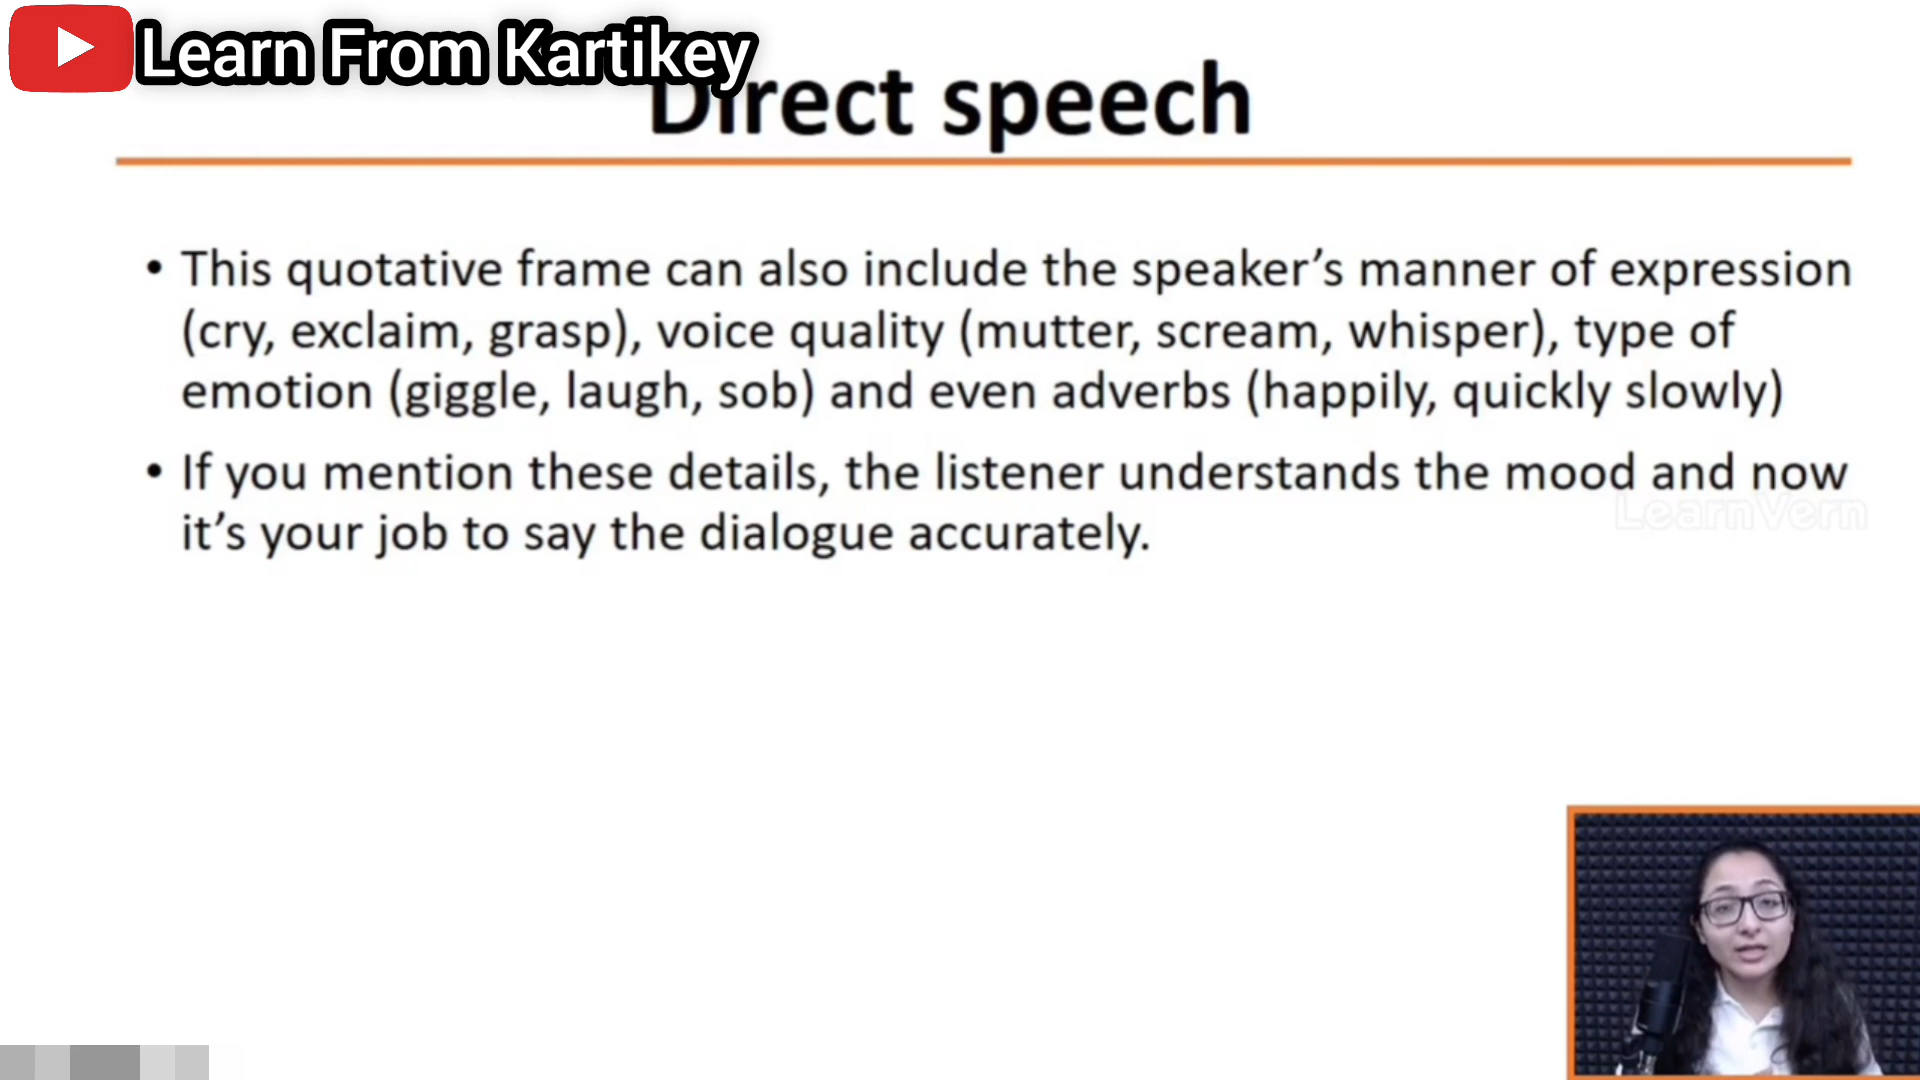 Learn From Kartikey
Direct speech
• This quotative frame can also include the speaker's manner of expression
(cry, exclaim, grasp), voice quality (mutter, scream, whisper), type of
emotion (giggle, laugh, sob) and even adverbs (happily, quickly slowly)
• If you mention these details, the listener understands the mood and now
it's your job to say the dialogue accurately.
LearnVern